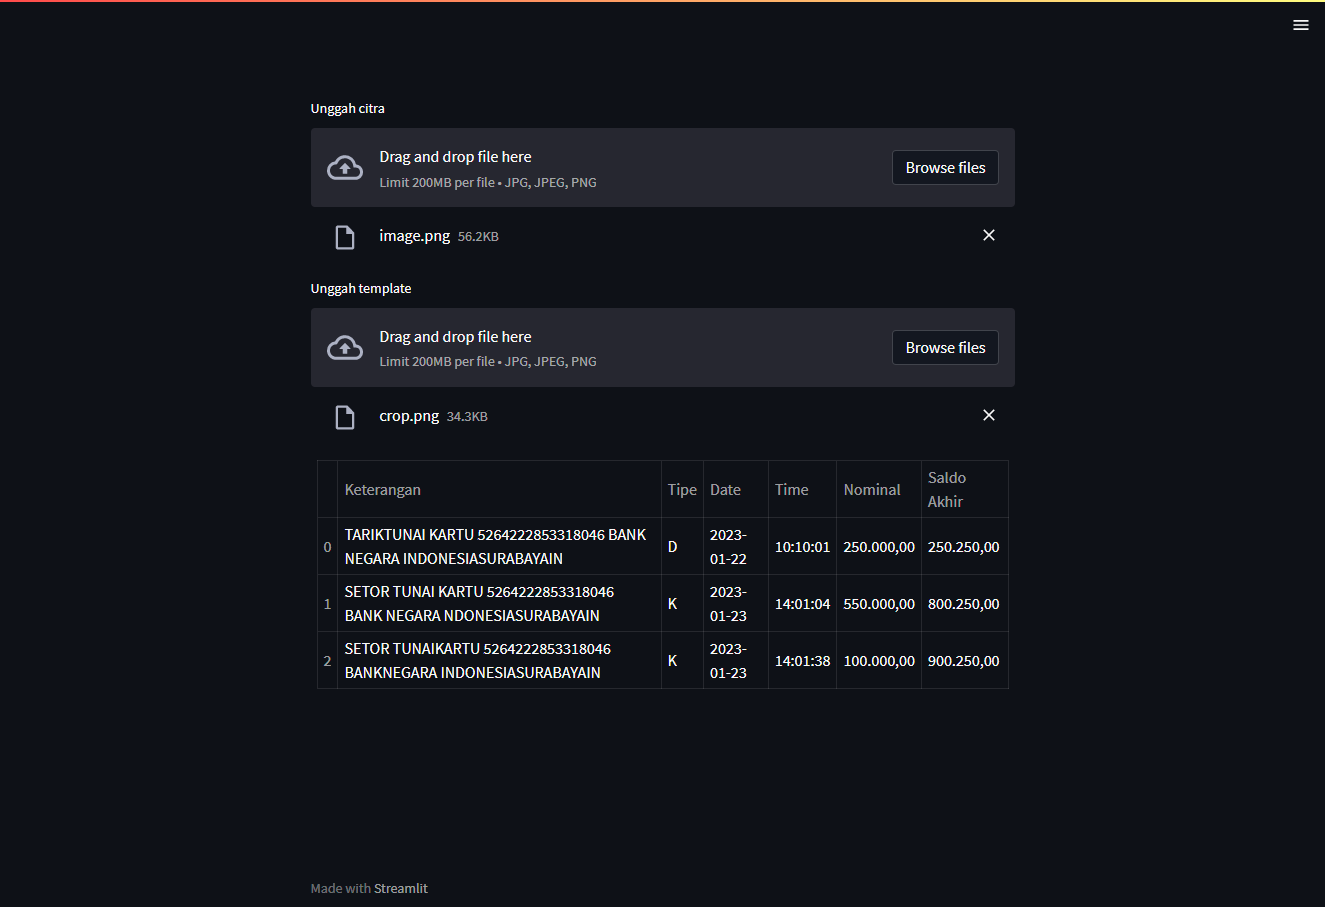 Unggah citra
Drag and drop file here
Limit 200MB per file • JPG, JPEG, PNG
Browse files
image.png 56.2KB
Unggah template
Drag and drop file here
Limit 200MB per file • JPG, JPEG, PNG
Browse files
crop.png 34.3KB
Keterangan Tipe Date Time Nominal Saldo
Akhir
0 TARIKTUNAI KARTU 5264222853318046 BANK D 2023- 10:10:01 250.000,00 250.250,00
NEGARA INDONESIASURABAYAIN 01-22
1 SETOR TUNAI KARTU 5264222853318046 K 2023- 14:01:04 550.000,00 800.250,00
BANK NEGARA NDONESIASURABAYAIN 01-23
2 SETOR TUNAIKARTU 5264222853318046 K 2023- 14:01:38 100.000,00 900.250,00
BANKNEGARA INDONESIASURABAYAIN 01-23
Made with Streamlit